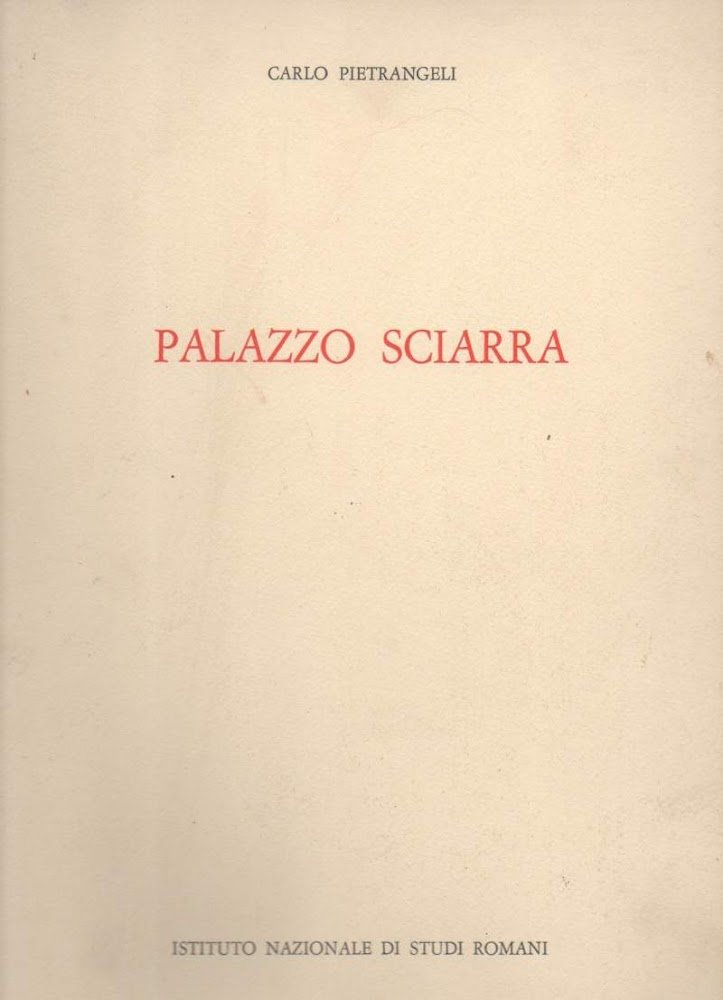 CARLO PIETRANGELI
PALAZZO SCIARRA
ISTITUTO NAZIONALE DI STUDI ROMANI